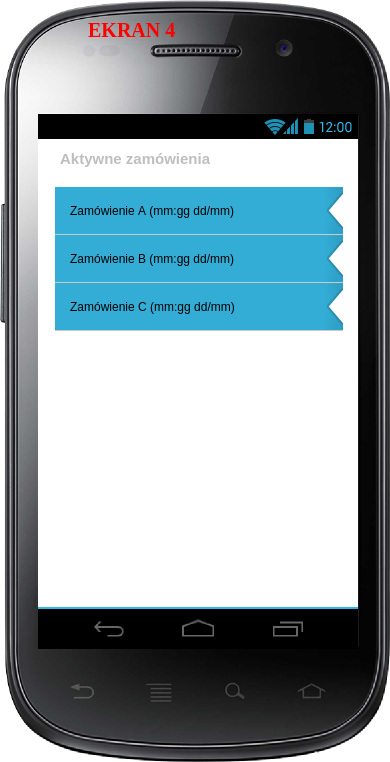 EKRAN 4
12:00
Aktywne zamówienia
Zamówienie A (mm:gg dd/mm)
Zamówienie B (mm:gg dd/mm)
Zamówienie C (mm:gg dd/mm)